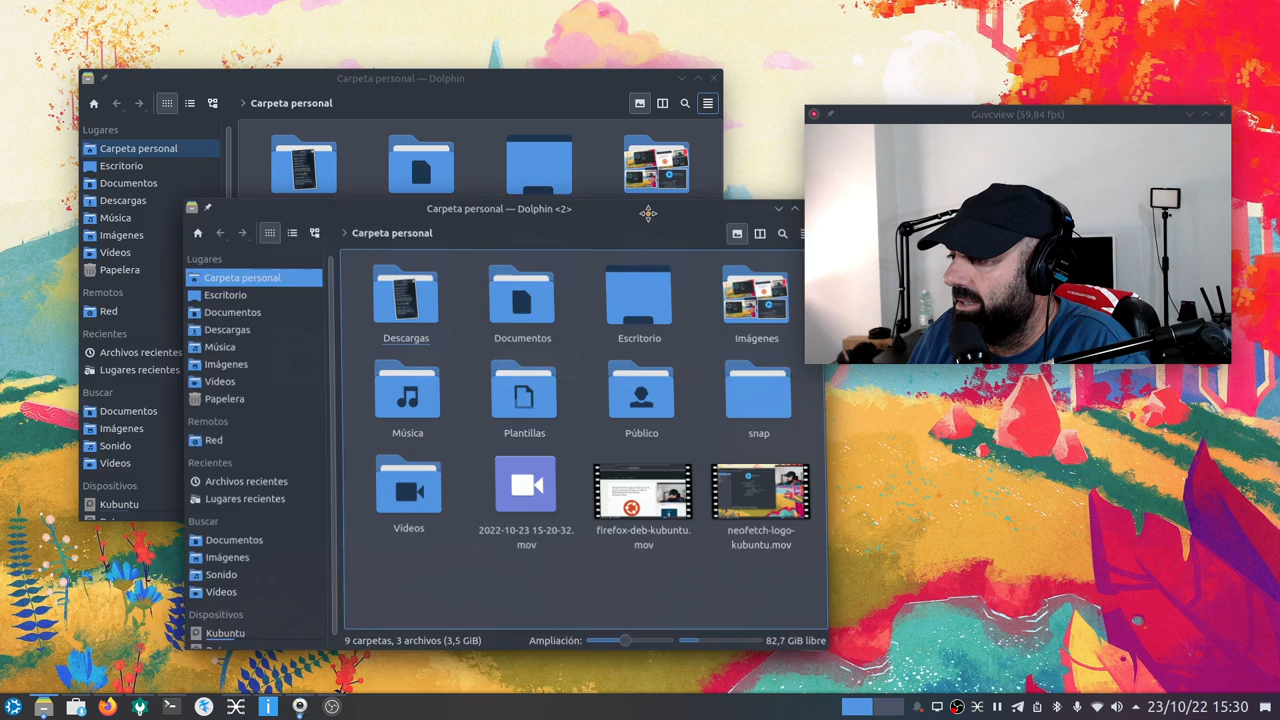 Carpeta personal — Dolphin
Carpeta personal
Lugares
Carpeta personal
Escritorio
Documentos
Descargas
Música
Imágenes
Vídeos
Papelera
Remotos
Red
Recientes
Archivos recientes
Lugares recientes
Buscar
Documentos
Imágenes
Sonido
Vídeos
Dispositivos
Kubuntu
Guvcview (59,84 fps)
Carpeta personal — Dolphin <2>
Carpeta personal
Lugares
Carpeta personal
Escritorio
Documentos
Descargas
Música
Imágenes
Vídeos
Papelera
Remotos
Red
Recientes
Archivos recientes
Lugares recientes
Buscar
Documentos
Imágenes
Sonido
Vídeos
Dispositivos
Kubuntu
Descargas
Documentos
Escritorio
Imágenes
Música
Plantillas
Público
snap
Vídeos
2022-10-23 15-20-32.
mov
firefox-deb-kubuntu.
mov
neofetch-logo-
kubuntu.mov
9 carpetas, 3 archivos (3,5 GiB)
Ampliación:
82,7 GiB libre
23/10/22 15:30